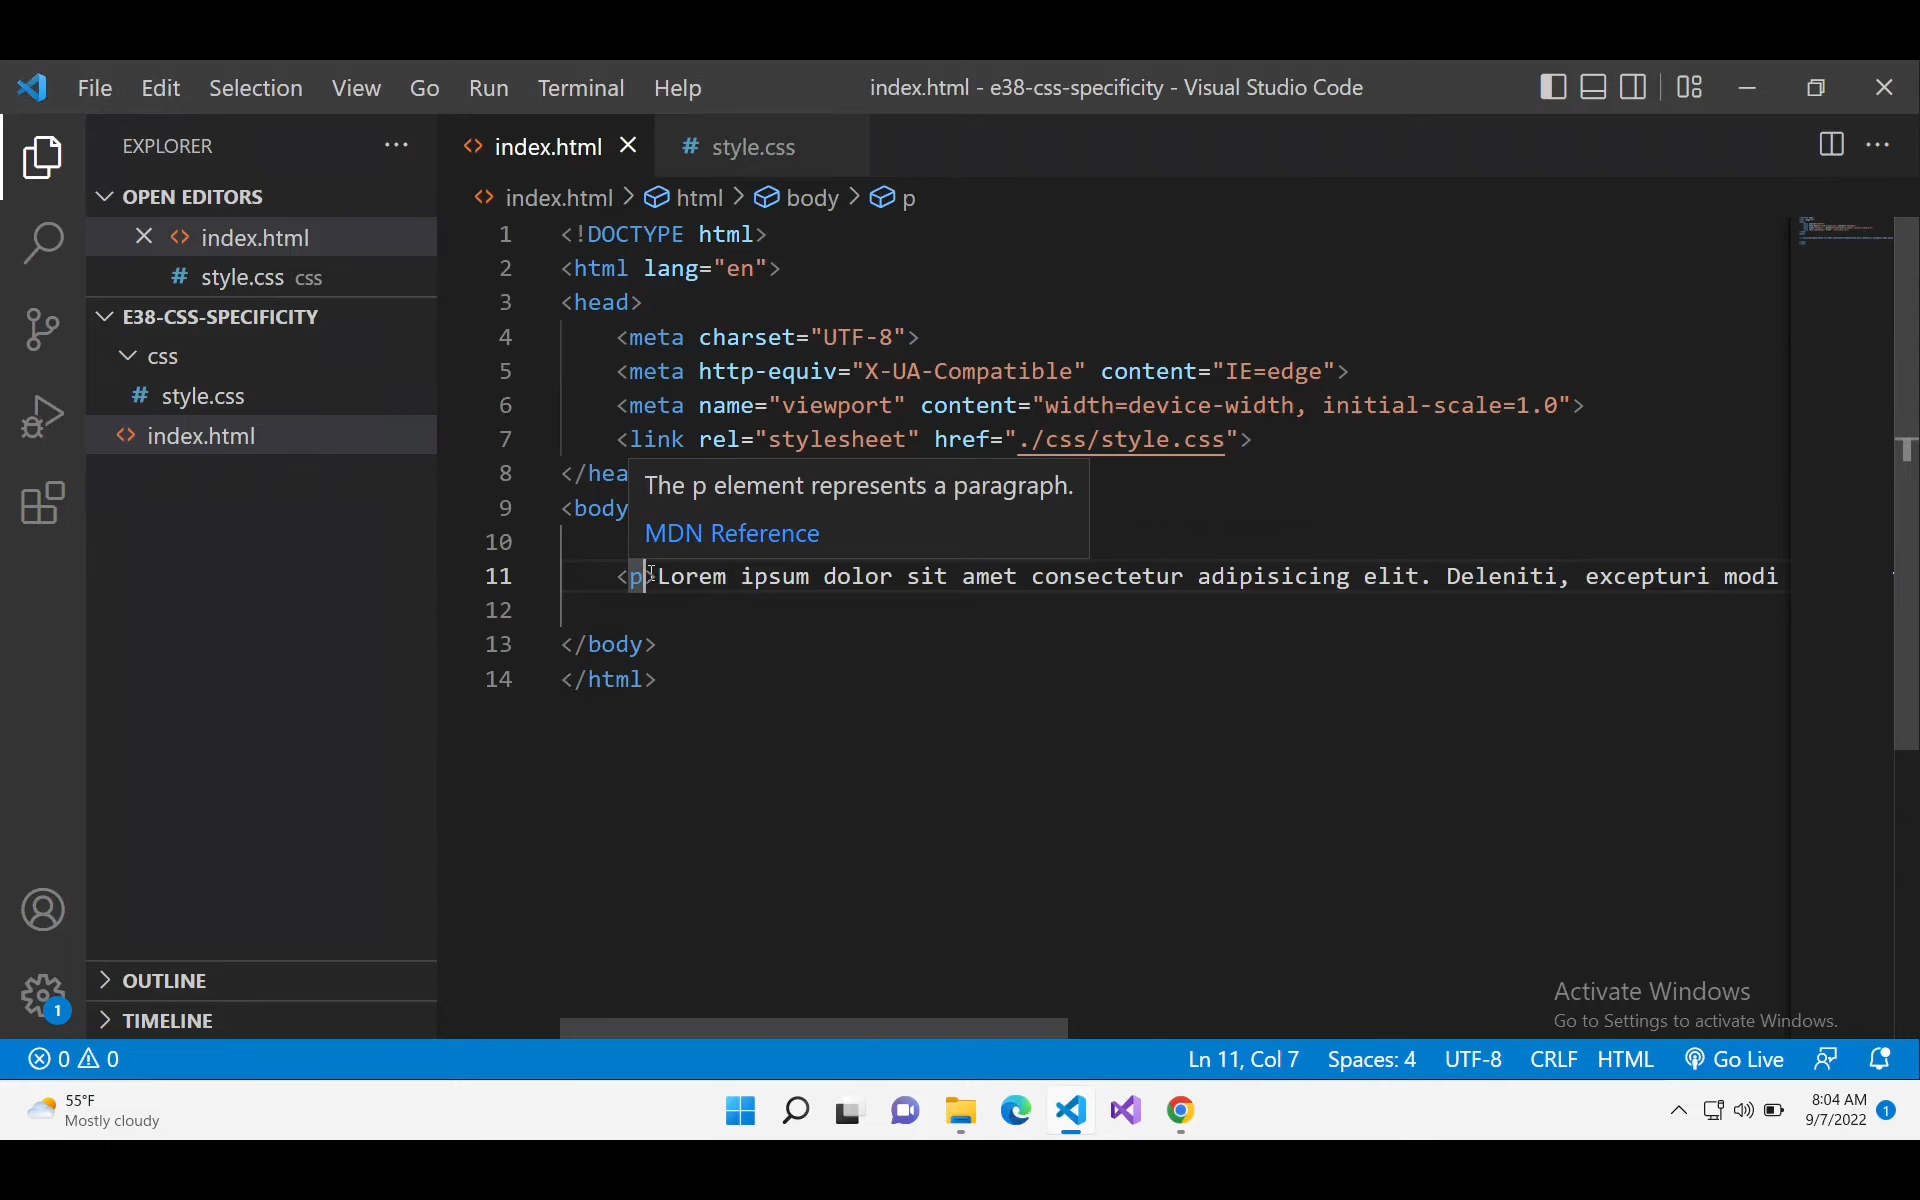 File Edit Selection View Go Run Terminal Help
index.html - e38-css-specificity - Visual Studio Code
EXPLORER
OPEN EDITORS
index.html
style.css css
E38-CSS-SPECIFICITY
css
style.css
index.html
OUTLINE
TIMELINE
index.html
style.css
index.html > html > body > p
1 <!DOCTYPE html>
2 <html lang="en">
3 <head>
4 <meta charset="UTF-8">
5 <meta http-equiv="X-UA-Compatible" content="IE=edge">
6 <meta name="viewport" content="width=device-width, initial-scale=1.0">
7 <link rel="stylesheet" href="./css/style.css">
8 </hea
The p element represents a paragraph.
9 <body
MDN Reference
10
11 <p>Lorem ipsum dolor sit amet consectetur adipisicing elit. Deleniti, excepturi modi
12
13 </body>
14 </html>
Activate Windows
Go to Settings to activate Windows.
1
0 0
Ln 11, Col 7 Spaces: 4 UTF-8 CRLF HTML Go Live
55°F
Mostly cloudy
8:04 AM
9/7/2022
1